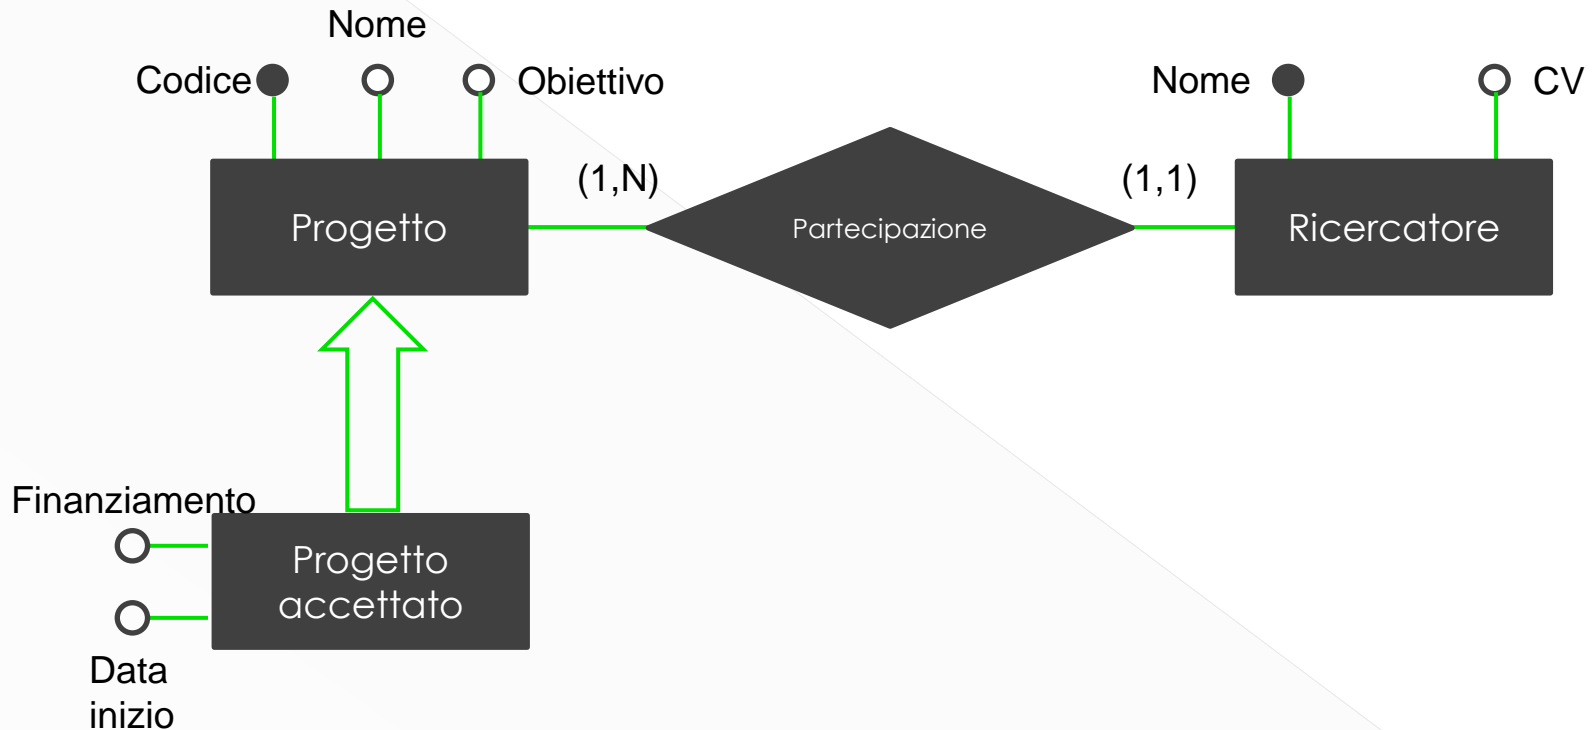 Nome
Codice
Obiettivo
Nome
CV
(1,N)
(1,1)
Progetto
Partecipazione
Ricercatore
Finanziamento
Progetto
accettato
Data
inizio